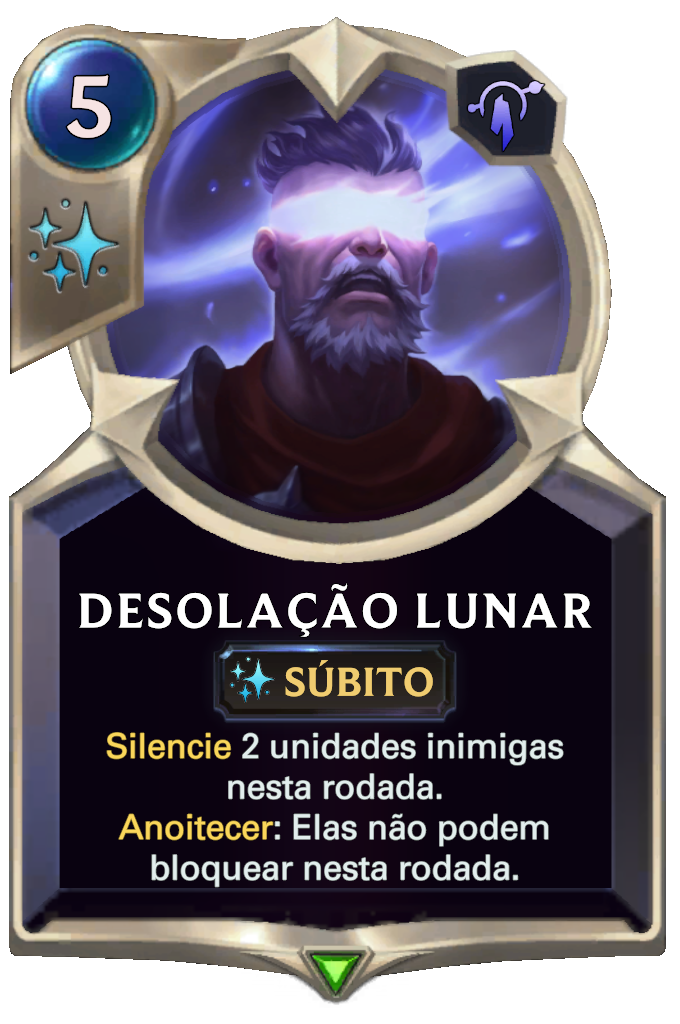 5
DESOLAÇÃO LUNAR
SÚBITO
Silencie 2 unidades inimigas
nesta rodada.
Anoitecer: Elas não podem
bloquear nesta rodada.